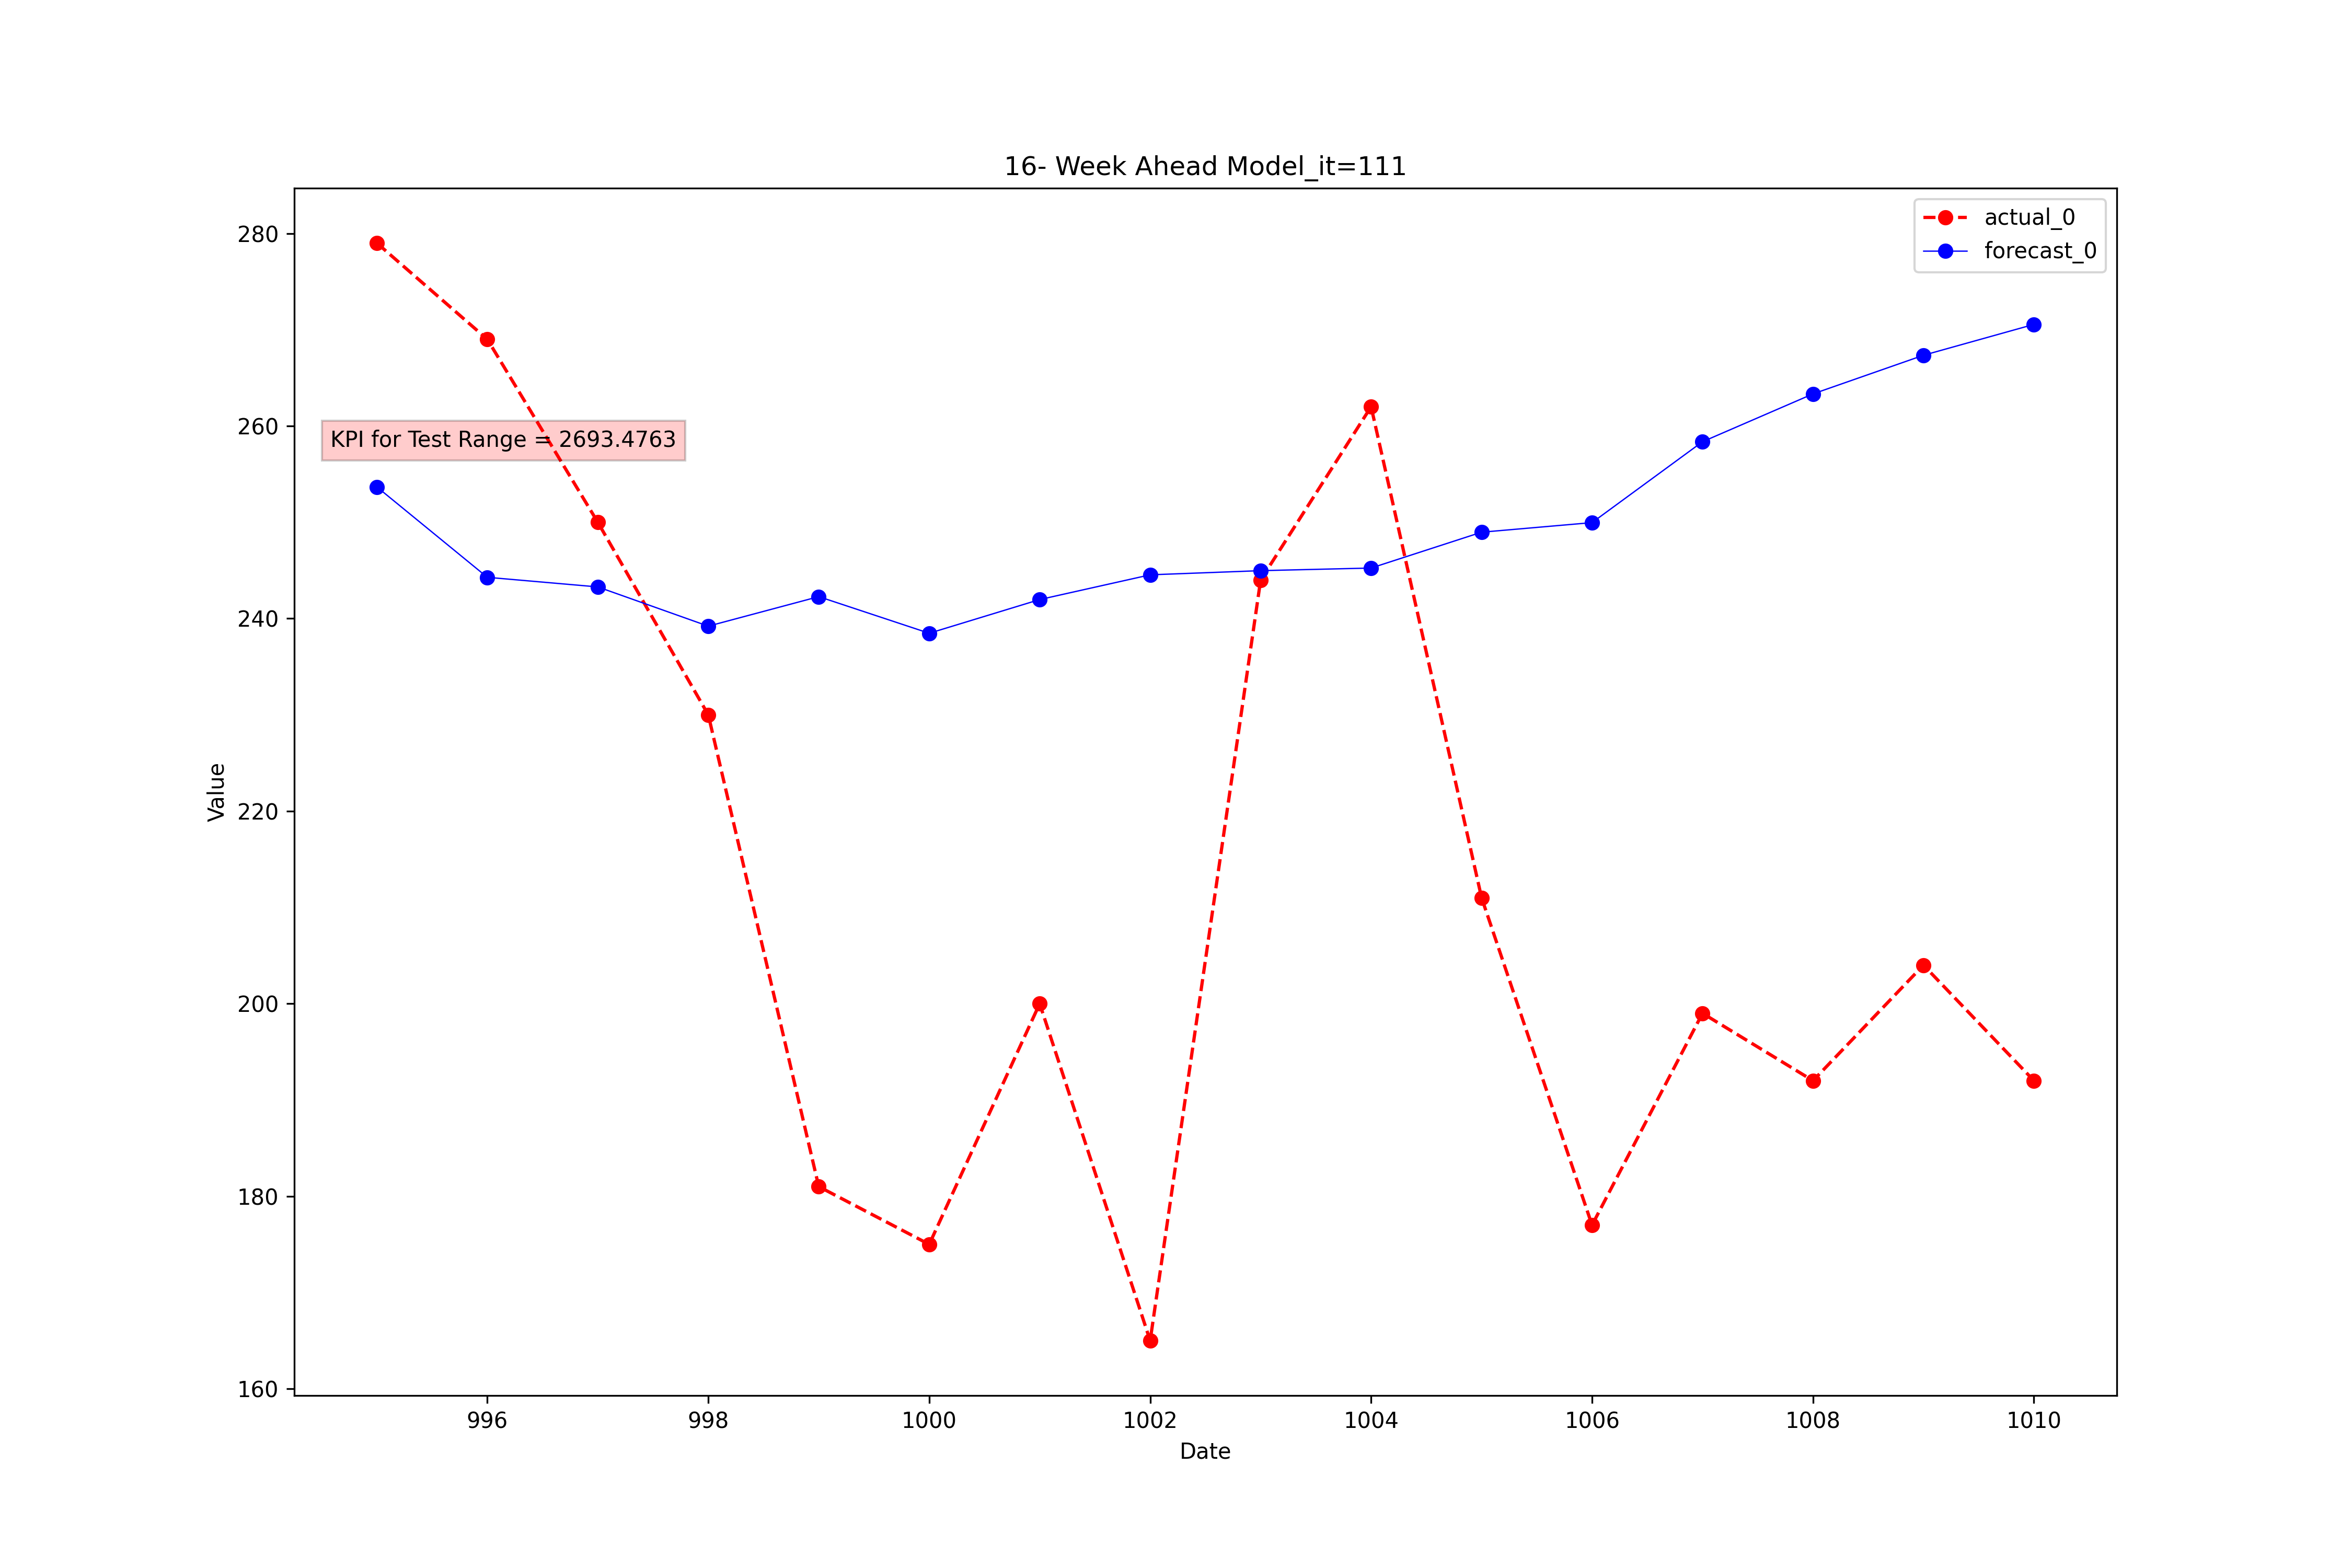 16- Week Ahead Model_it=111
actual_0
forecast_0
KPI for Test Range = 2693.4763
Value
280
260
240
220
200
180
160
996 998 1000 1002 1004 1006 1008 1010
Date